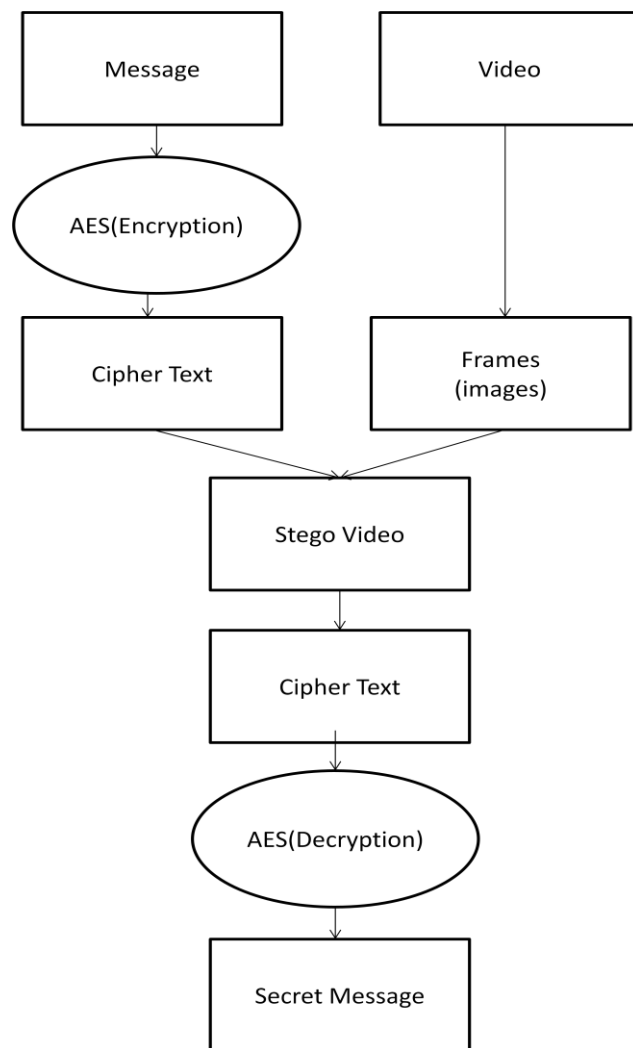 Message
Video
AES(Encryption)
Cipher Text
Frames
(images)
Stego Video
Cipher Text
AES(Decryption)
Secret Message